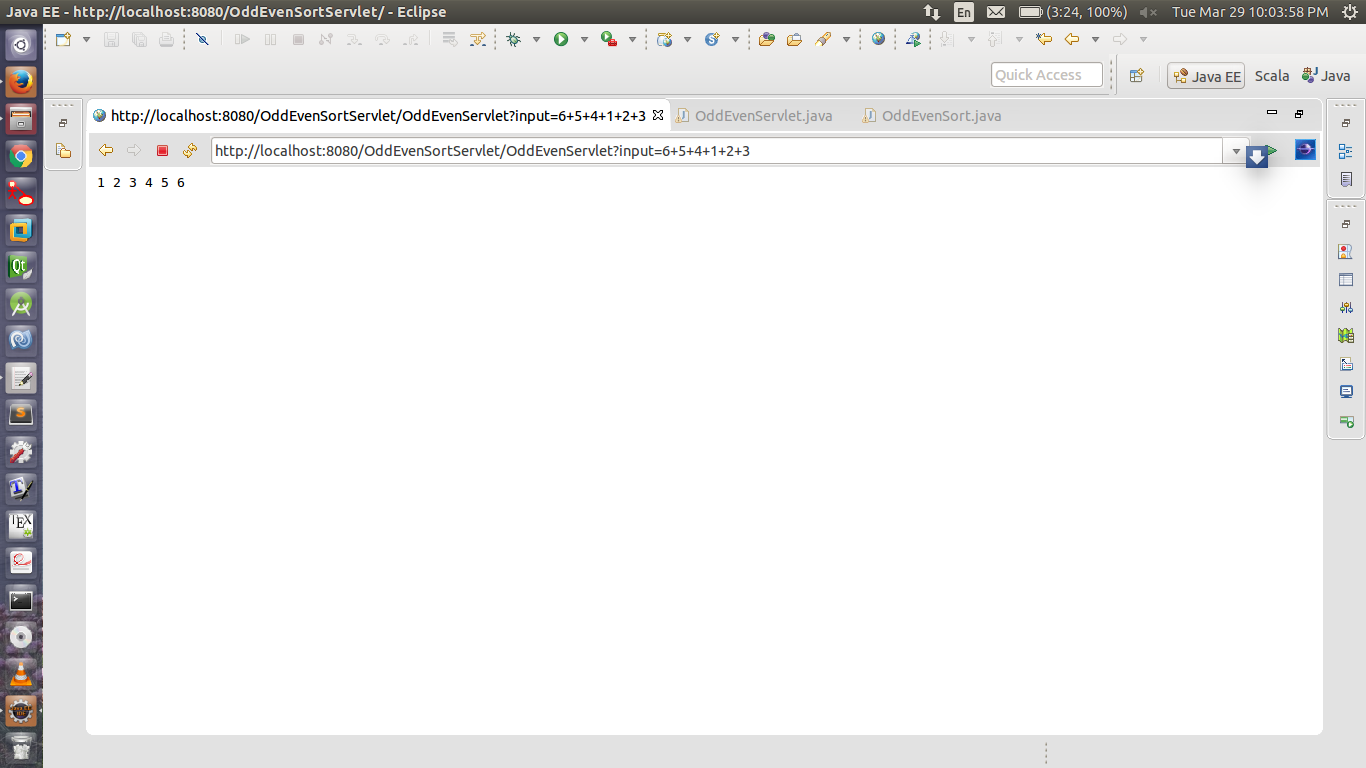 Java EE - http://localhost:8080/OddEvenSortServlet/ - Eclipse
En
(3:24, 100%)
Tue Mar 29 10:03:58 PM
Quick Access
Java EE
Scala
Java
http://localhost:8080/OddEvenSortServlet/OddEvenServlet?input=6+5+4+1+2+3
OddEvenServlet.java
OddEvenSort.java
http://localhost:8080/OddEvenSortServlet/OddEvenServlet?input=6+5+4+1+2+3
1 2 3 4 5 6
Qt
S
T
TEX